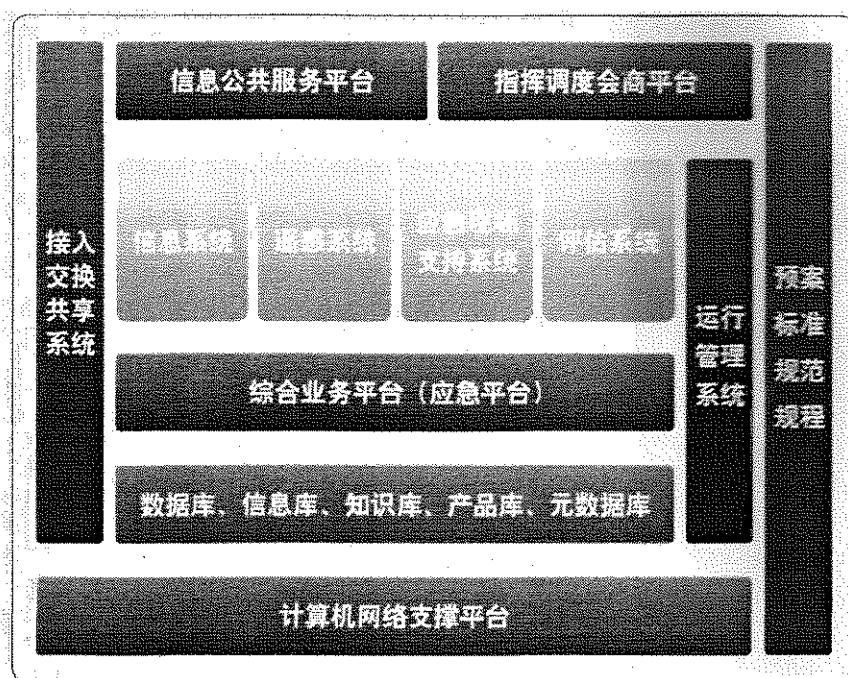 信息公共服务平台
指挥调度会商平台
接入
交换
共享
系统
信息系统
遥感系统
支持系统
评估系统
运行
管理
系统
预案
标准
规范
规程
综合业务平台（应急平台）
数据库、信息库、知识库、产品库、元数据库
计算机网络支撑平台